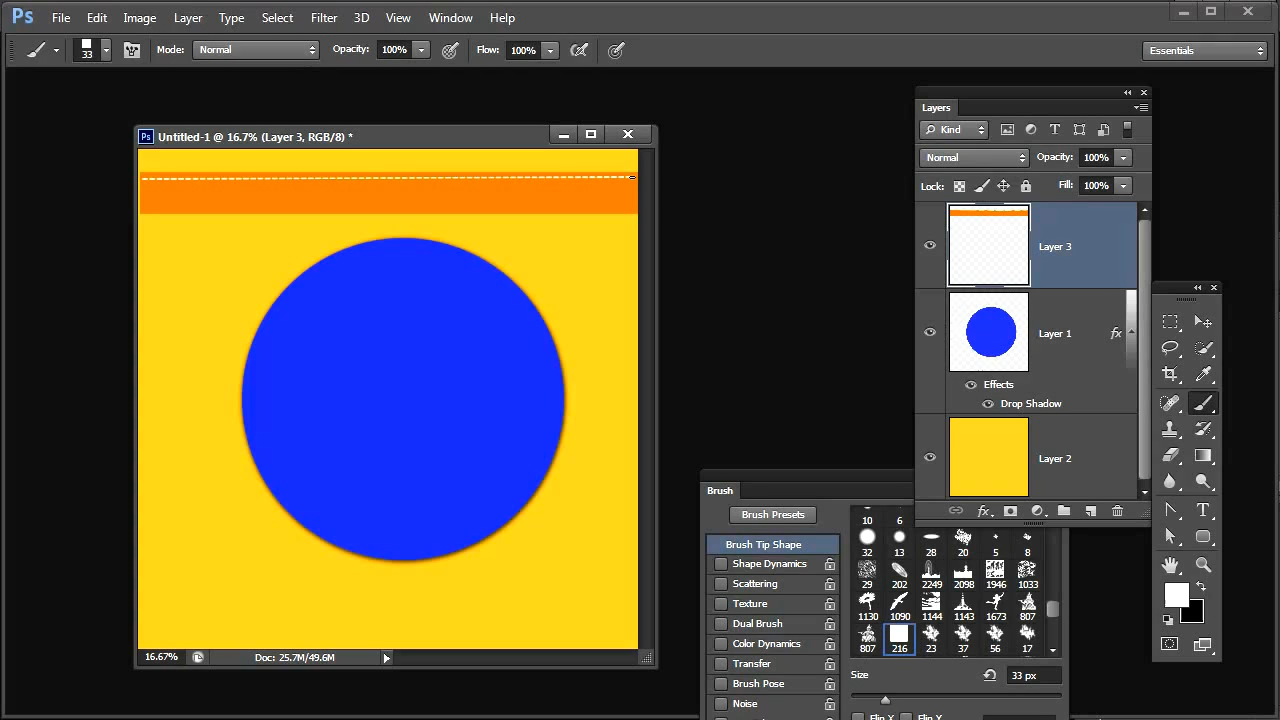 Ps File Edit Image Layer Type Select Filter 3D View Window Help
33 Mode: Normal Opacity: 100% Flow: 100% Essentials
Layers
Ps Untitled-1 @ 16.7% (Layer 3, RGB/8) *
Kind T
Normal Opacity: 100%
Lock: Fill: 100%
Layer 3
Layer 1 fx
Effects
Drop Shadow
Layer 2
fx
T
Brush
Brush Presets
Brush Tip Shape
Shape Dynamics
Scattering
Texture
Dual Brush
Color Dynamics
Transfer
Brush Pose
Noise
10 6
32 13 28 20 5 8
29 202 2249 2098 1946 1033
1130 1090 1144 1143 1673 807
807 216 23 37 56 17
Size 33 px
Flip X Flip Y
16.67% Doc: 25.7M/49.6M